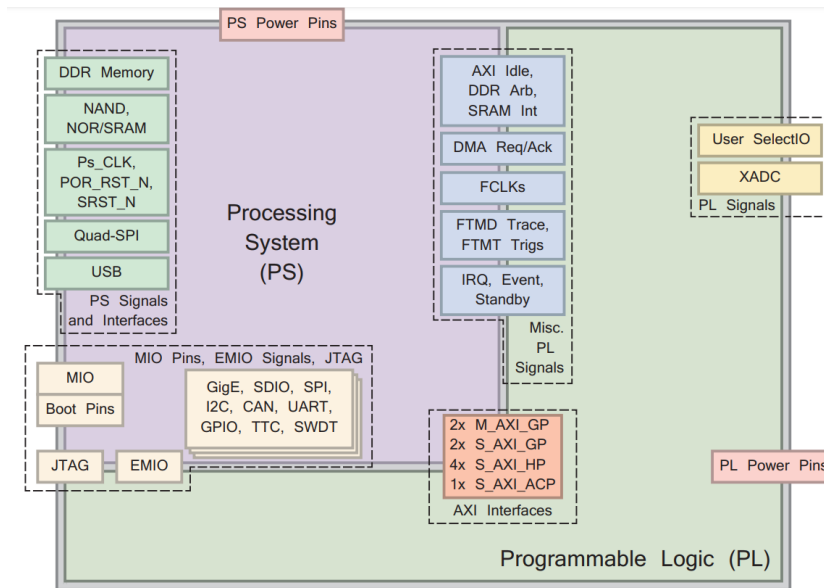 PS Power Pins
DDR Memory
NAND,
NOR/SRAM
Ps_CLK,
POR_RST_N,
SRST_N
Quad-SPI
USB
PS Signals
and Interfaces
Processing
System
(PS)
AXI Idle,
DDR Arb,
SRAM Int
DMA Req/Ack
FCLKs
FTMD Trace,
FTMT Trigs
IRQ, Event,
Standby
Misc.
PL
Signals
User SelectIO
XADC
PL Signals
MIO Pins, EMIO Signals, JTAG
MIO
Boot Pins
GigE, SDIO, SPI,
I2C, CAN, UART,
GPIO, TTC, SWDT
JTAG
EMIO
2x M_AXI_GP
2x S_AXI_GP
4x S_AXI_HP
1x S_AXI_ACP
AXI Interfaces
PL Power Pins
Programmable Logic (PL)